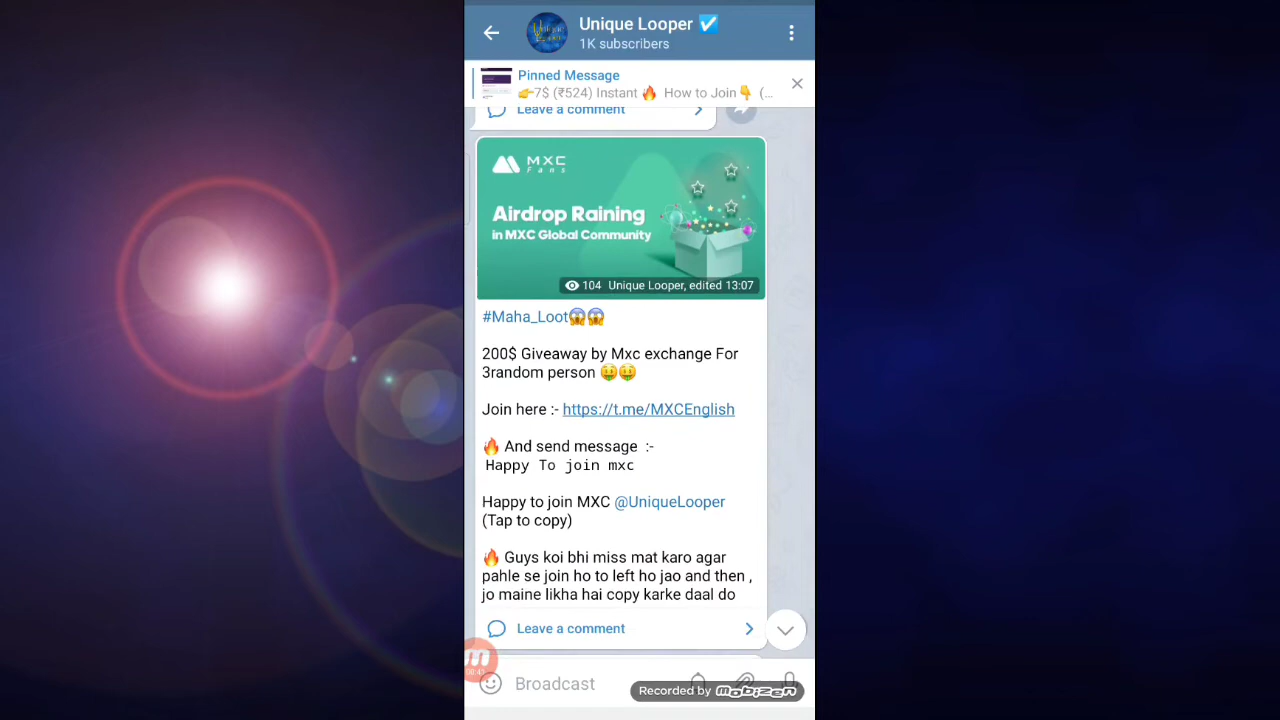 Unique Looper ✅
1K subscribers
Pinned Message
👉7$ (₹524) Instant 🔥 How to Join👇 (...
Leave a comment
MXC
Fans
Airdrop Raining
in MXC Global Community
104 Unique Looper, edited 13:07
#Maha_Loot😱😱
200$ Giveaway by Mxc exchange For
3random person 🤑🤑
Join here :- https://t.me/MXCEnglish
🔥 And send message :-
Happy To join mxc
Happy to join MXC @UniqueLooper
(Tap to copy)
🔥 Guys koi bhi miss mat karo agar
pahle se join ho to left ho jao and then ,
jo maine likha hai copy karke daal do
Leave a comment
Broadcast
Recorded by mobizen